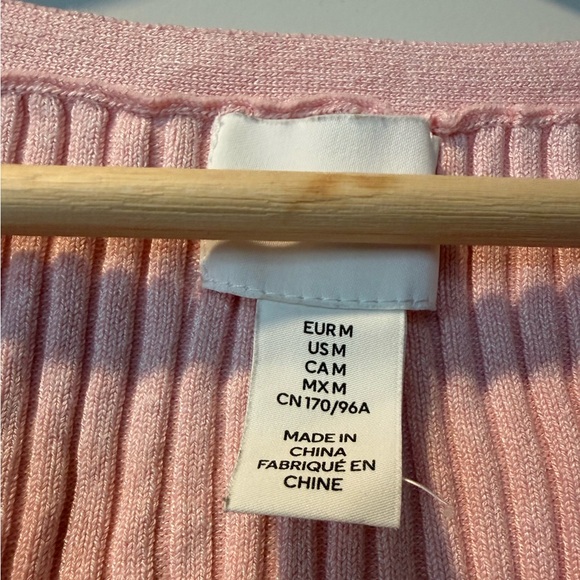 EUR M
US M
CA M
MX M
CN 170/96A
MADE IN
CHINA
FABRIQUÉ EN
CHINE